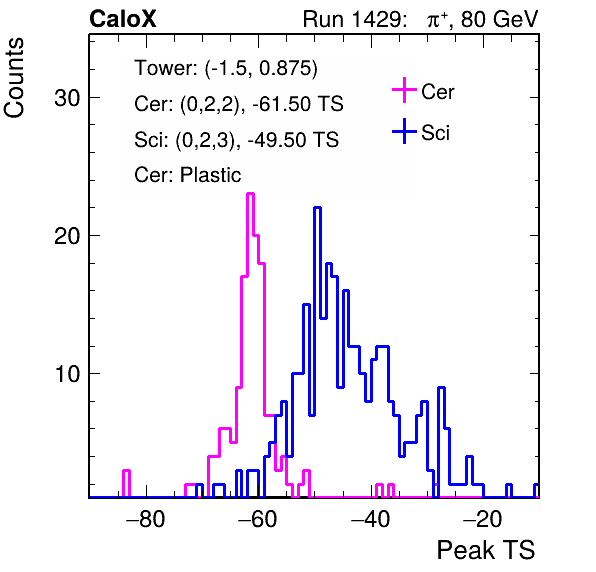 CaloX Run 1429: π⁺, 80 GeV
Counts
Tower: (-1.5, 0.875)
Cer: (0,2,2), -61.50 TS
Sci: (0,2,3), -49.50 TS
Cer: Plastic
Cer
Sci
30
20
10
−80 −60 −40 −20
Peak TS